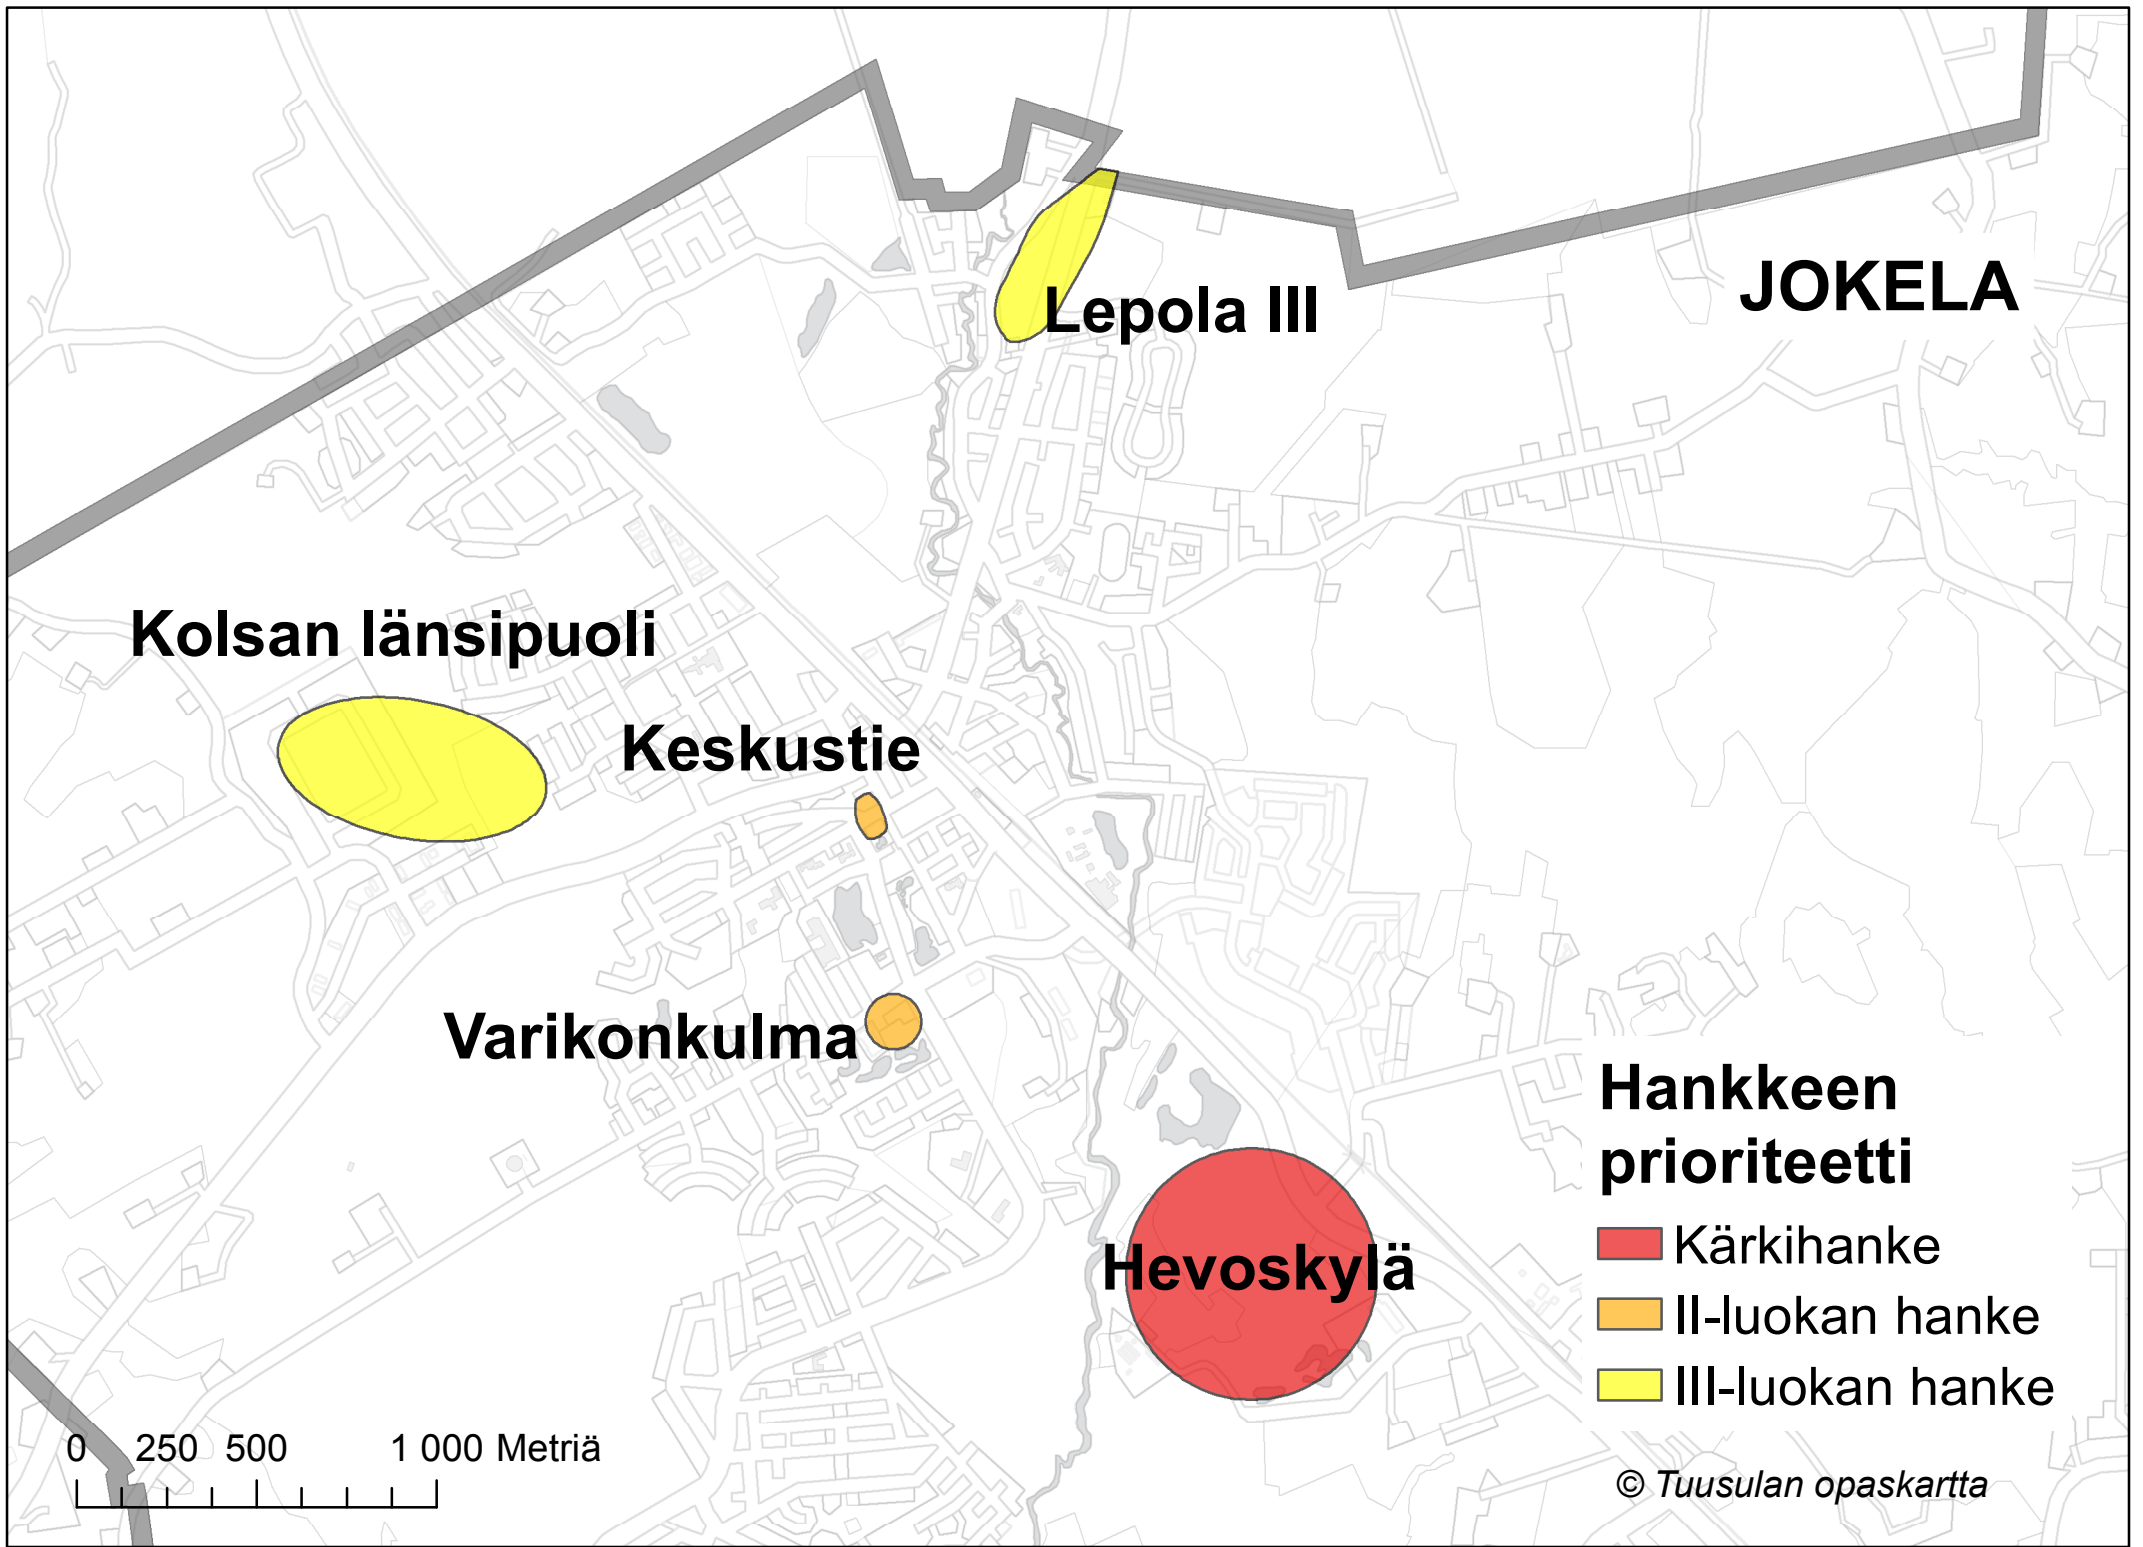 JOKELA
Lepola III
Kolsan länsipuoli
Keskustie
Varikonkulma
Hevoskylä
Hankkeen
prioriteetti
Kärkihanke
II-luokan hanke
III-luokan hanke
0 250 500 1 000 Metriä
© Tuusulan opaskartta